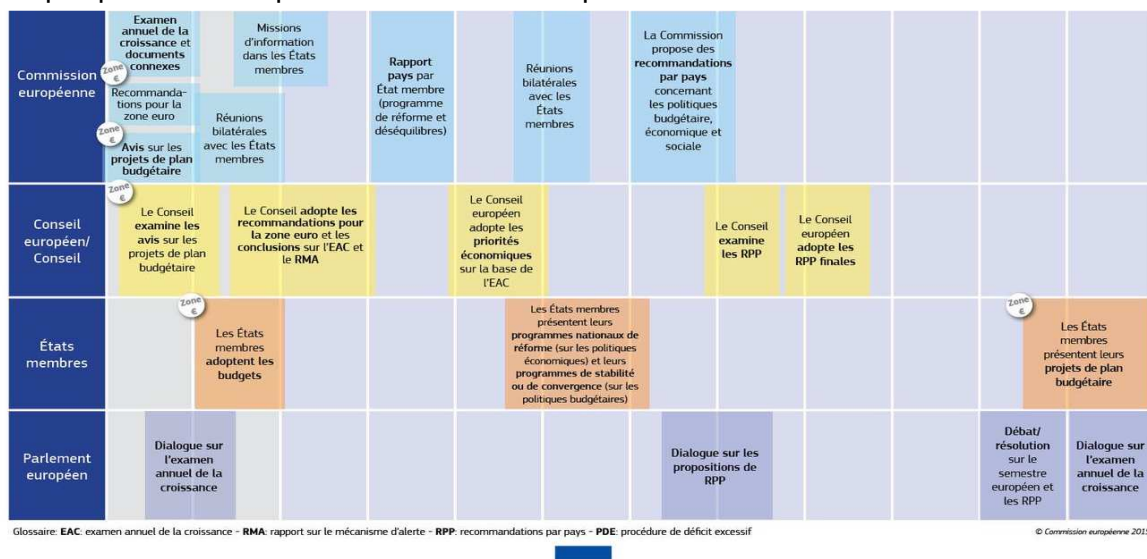 Commission
européenne
Examen
annuel de la
croissance et
documents
connexes
Zone
€
Recomman-
dations pour la
zone euro
Zone
€
Avis sur les
projets de plan
budgétaire
Missions
d'information
dans les États
membres
Réunions
bilatérales
avec les États
membres
Rapport
pays par
État membre
(programme
de réforme et
déséquilibres)
Réunions
bilatérales
avec les
États
membres
La Commission
propose des
recommandations
par pays
concernant
les politiques
budgétaire,
économique et
sociale
Conseil
européen/
Conseil
Zone
€
Le Conseil
examine les
avis sur les
projets de plan
budgétaire
Le Conseil adopte les
recommandations pour
la zone euro et les
conclusions sur l'EAC et
le RMA
Le Conseil
européen
adopte les
priorités
économiques
sur la base de
l'EAC
Le Conseil
examine
les RPP
Le Conseil
européen
adopte les
RPP finales
États
membres
Zone
€
Les États
membres
adoptent les
budgets
Les États membres
présentent leurs
programmes nationaux de
réforme (sur les politiques
économiques) et leurs
programmes de stabilité
ou de convergence (sur les
politiques budgétaires)
Zone
€
Les États
membres
présentent leurs
projets de plan
budgétaire
Parlement
européen
Dialogue sur
l'examen
annuel de la
croissance
Dialogue sur les
propositions de
RPP
Débat/
résolution
sur le
semestre
européen et
les RPP
Dialogue sur
l'examen
annuel de la
croissance
Glossaire: EAC: examen annuel de la croissance - RMA: rapport sur le mécanisme d'alerte - RPP: recommandations par pays - PDE: procédure de déficit excessif
© Commission européenne 2015